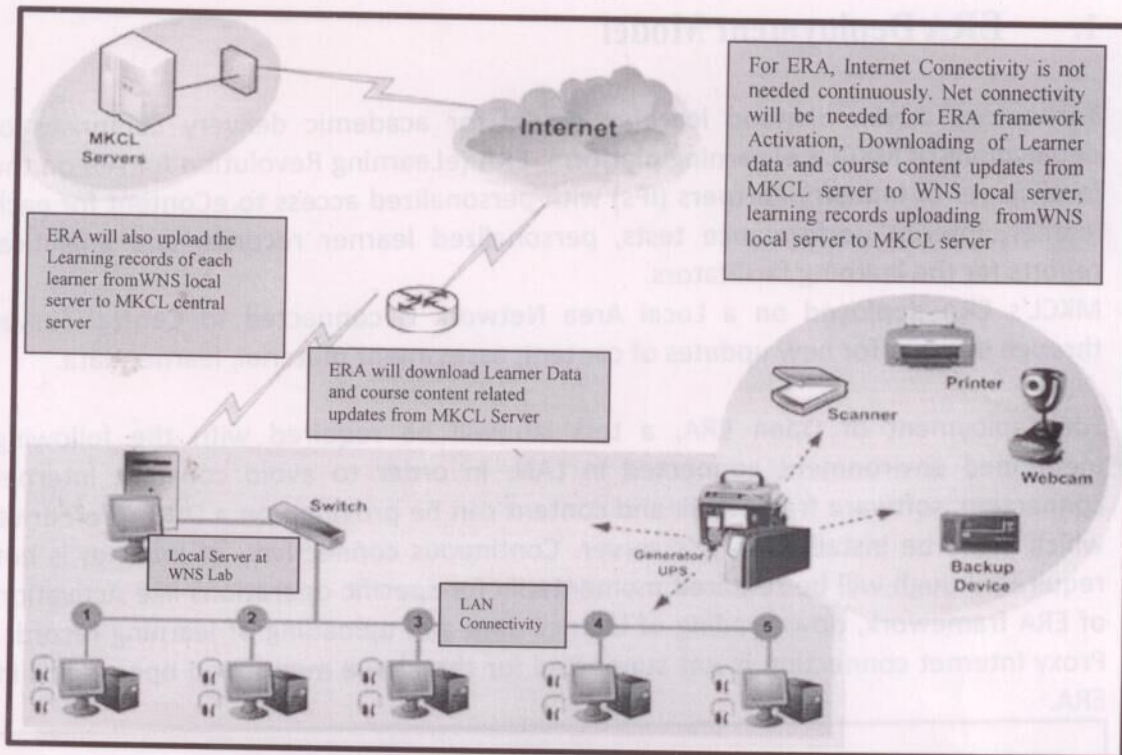 MKCL
Servers
Internet
For ERA, Internet Connectivity is not
needed continuously. Net connectivity
will be needed for ERA framework
Activation, Downloading of Learner
data and course content updates from
MKCL server to WNS local server,
learning records uploading fromWNS
local server to MKCL server
ERA will also upload the
Learning records of each
learner fromWNS local
server to MKCL central
server
ERA will download Learner Data
and course content related
updates from MKCL Server
Printer
Scanner
Webcam
Switch
Generator/
UPS
Backup
Device
Local Server at
WNS Lab
LAN
Connectivity
1 2 3 4 5